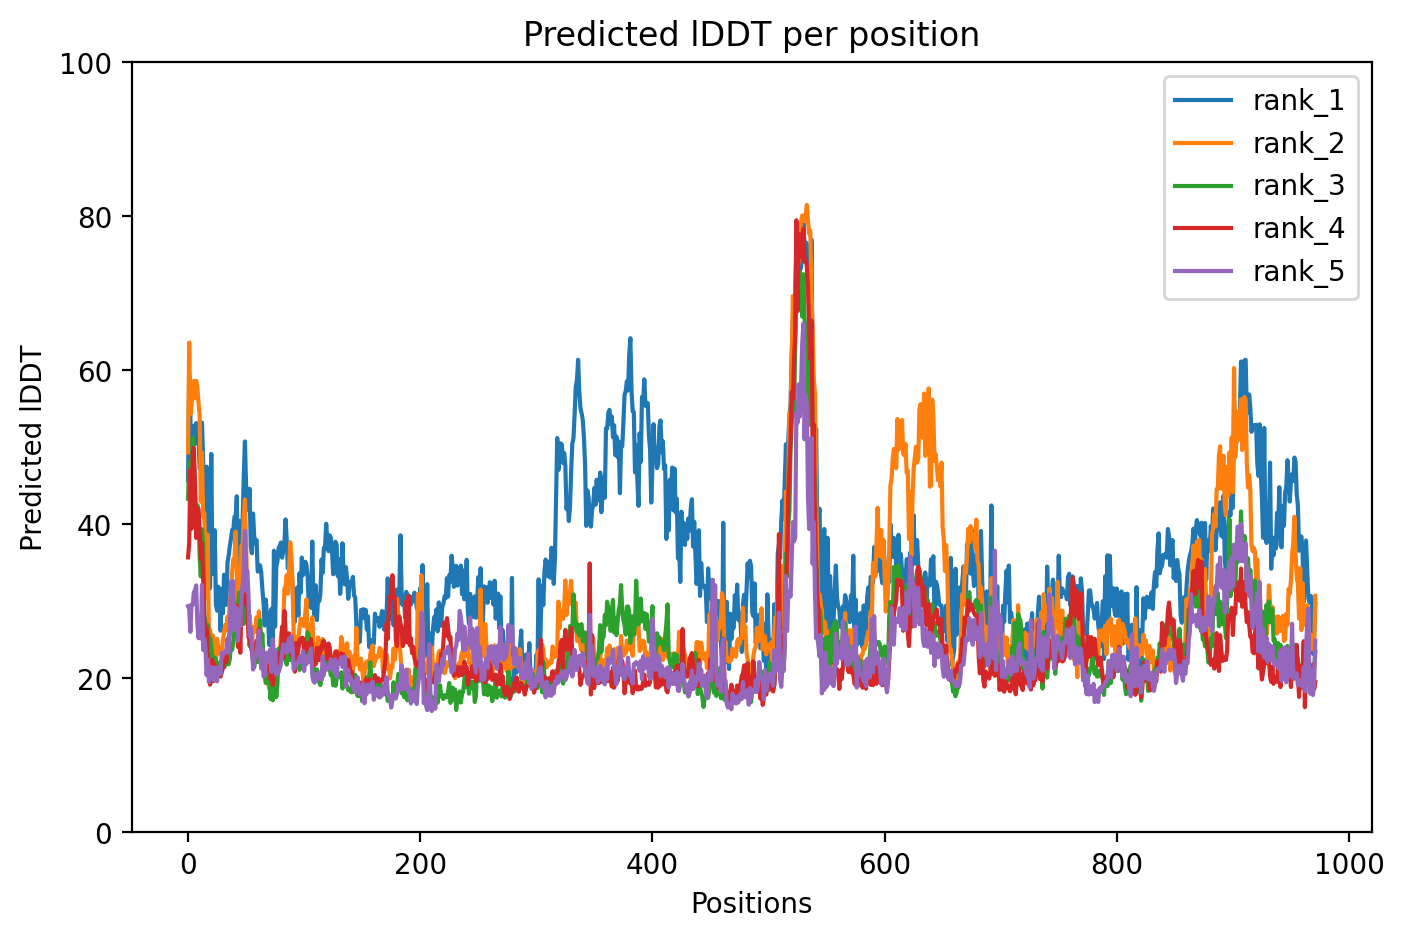 Predicted lDDT per position
100
80
60
40
20
0
Predicted lDDT
0 200 400 600 800 1000
Positions
rank_1
rank_2
rank_3
rank_4
rank_5